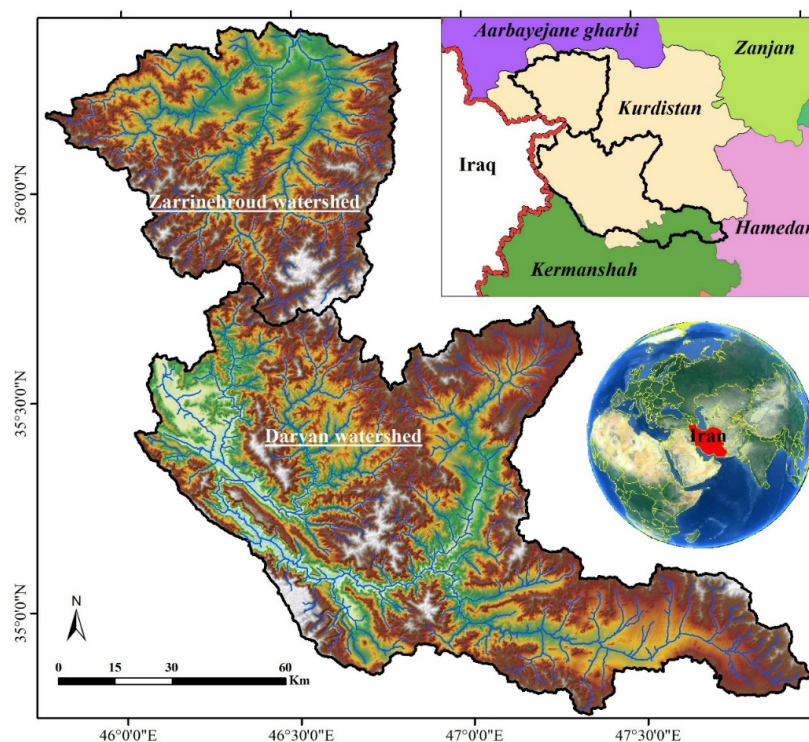 Aarbayejane gharbi
Zanjan
Kurdistan
Iraq
Hamedan
Kermanshah
Zarrinebroud watershed
Darvan watershed
Iran
36°0'0"N
35°30'0"N
35°0'0"N
N
0 15 30 60
Km
46°0'0"E 46°30'0"E 47°0'0"E 47°30'0"E